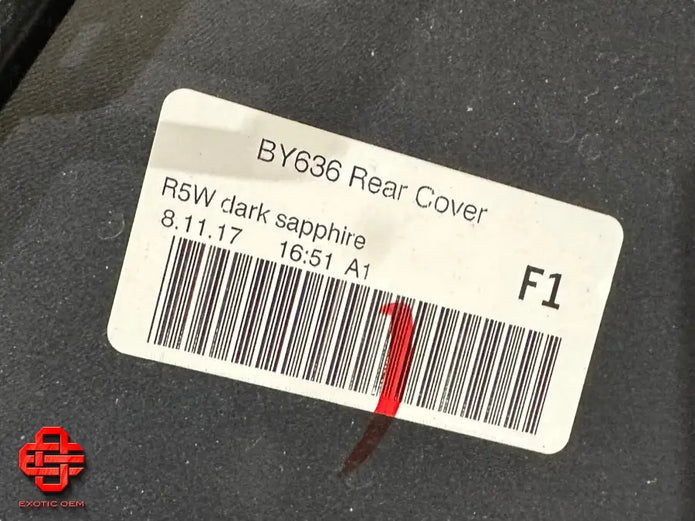 BY636 Rear Cover
R5W dark sapphire
8.11.17 16:51 A1
F1
EXOTIC OEM